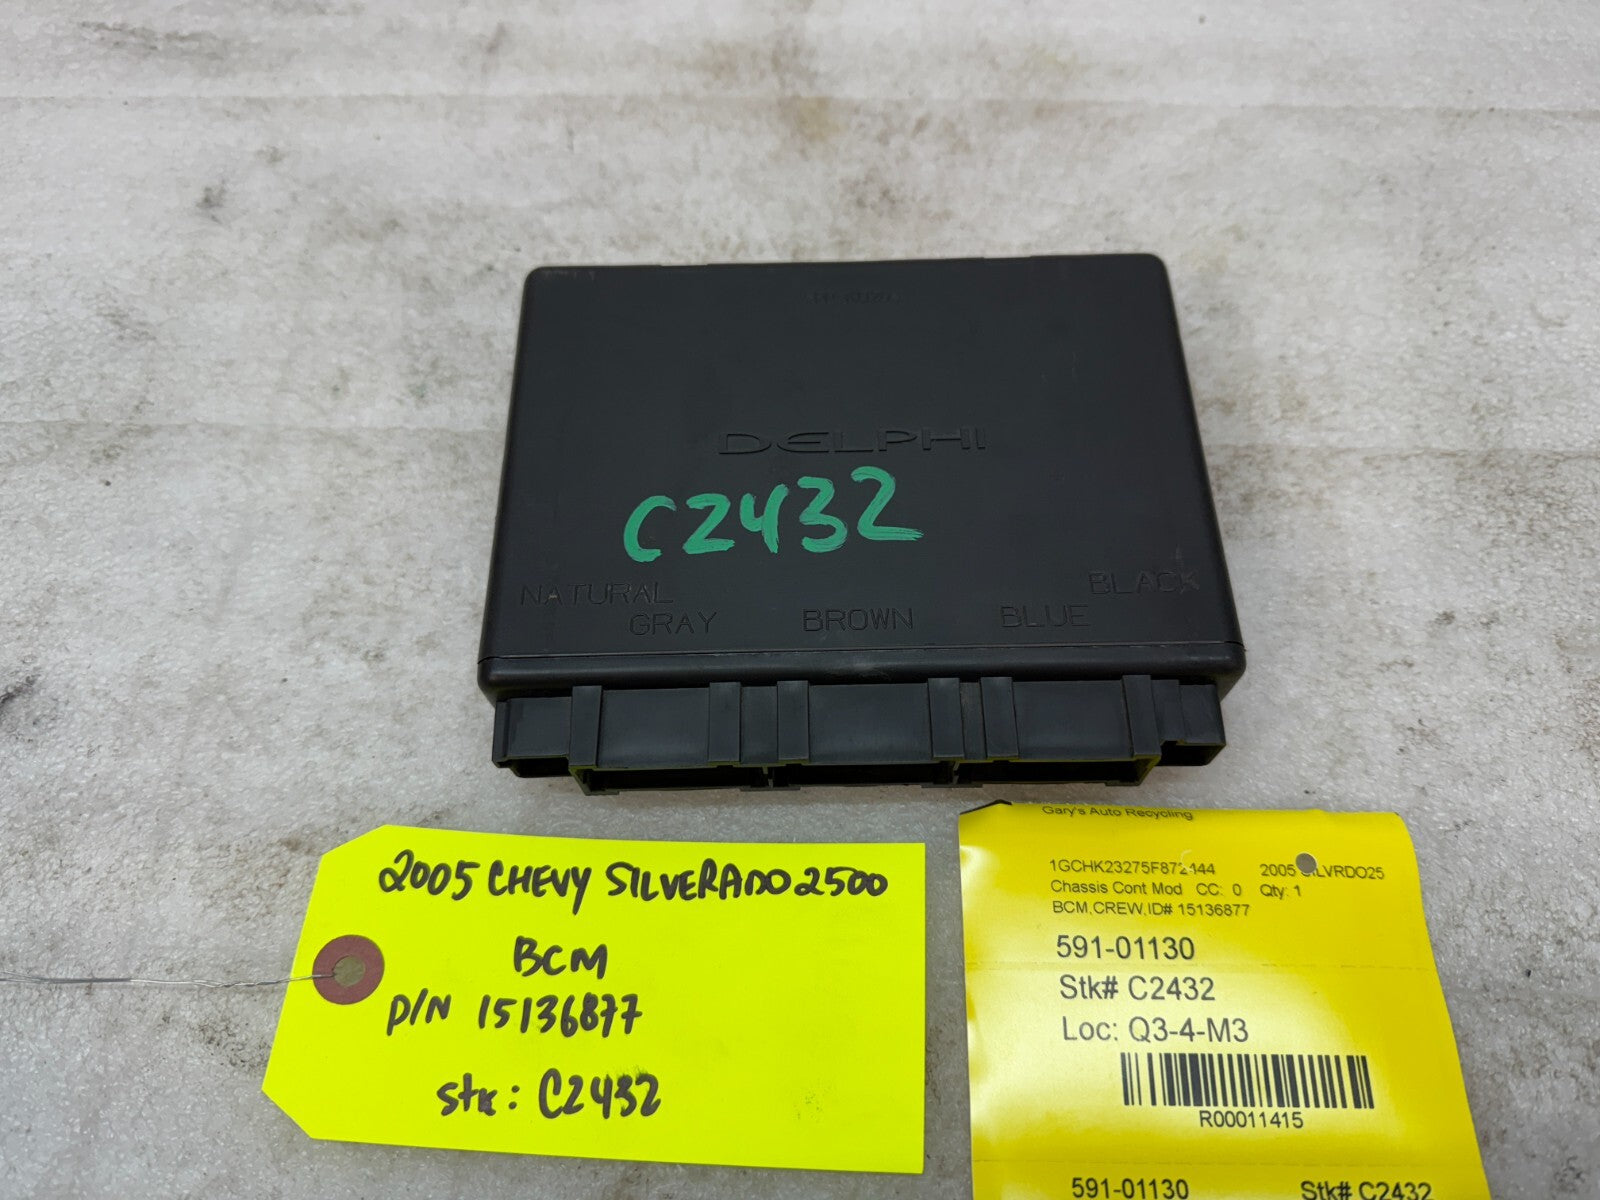 DELPHI
C2432
NATURAL
GRAY
BROWN
BLUE
BLACK
2005 CHEVY SILVERADO 2500
BCM
P/N 15136877
stk: C2432
Gary's Auto Recycling
2005
Chassis Cont Mod CC: 0 Qty: 1
BCM,CREW,ID# 15136877
591-01130
Stk# C2432
Loc: Q3-4-M3
R00011415
591-01130 Stk# C2432